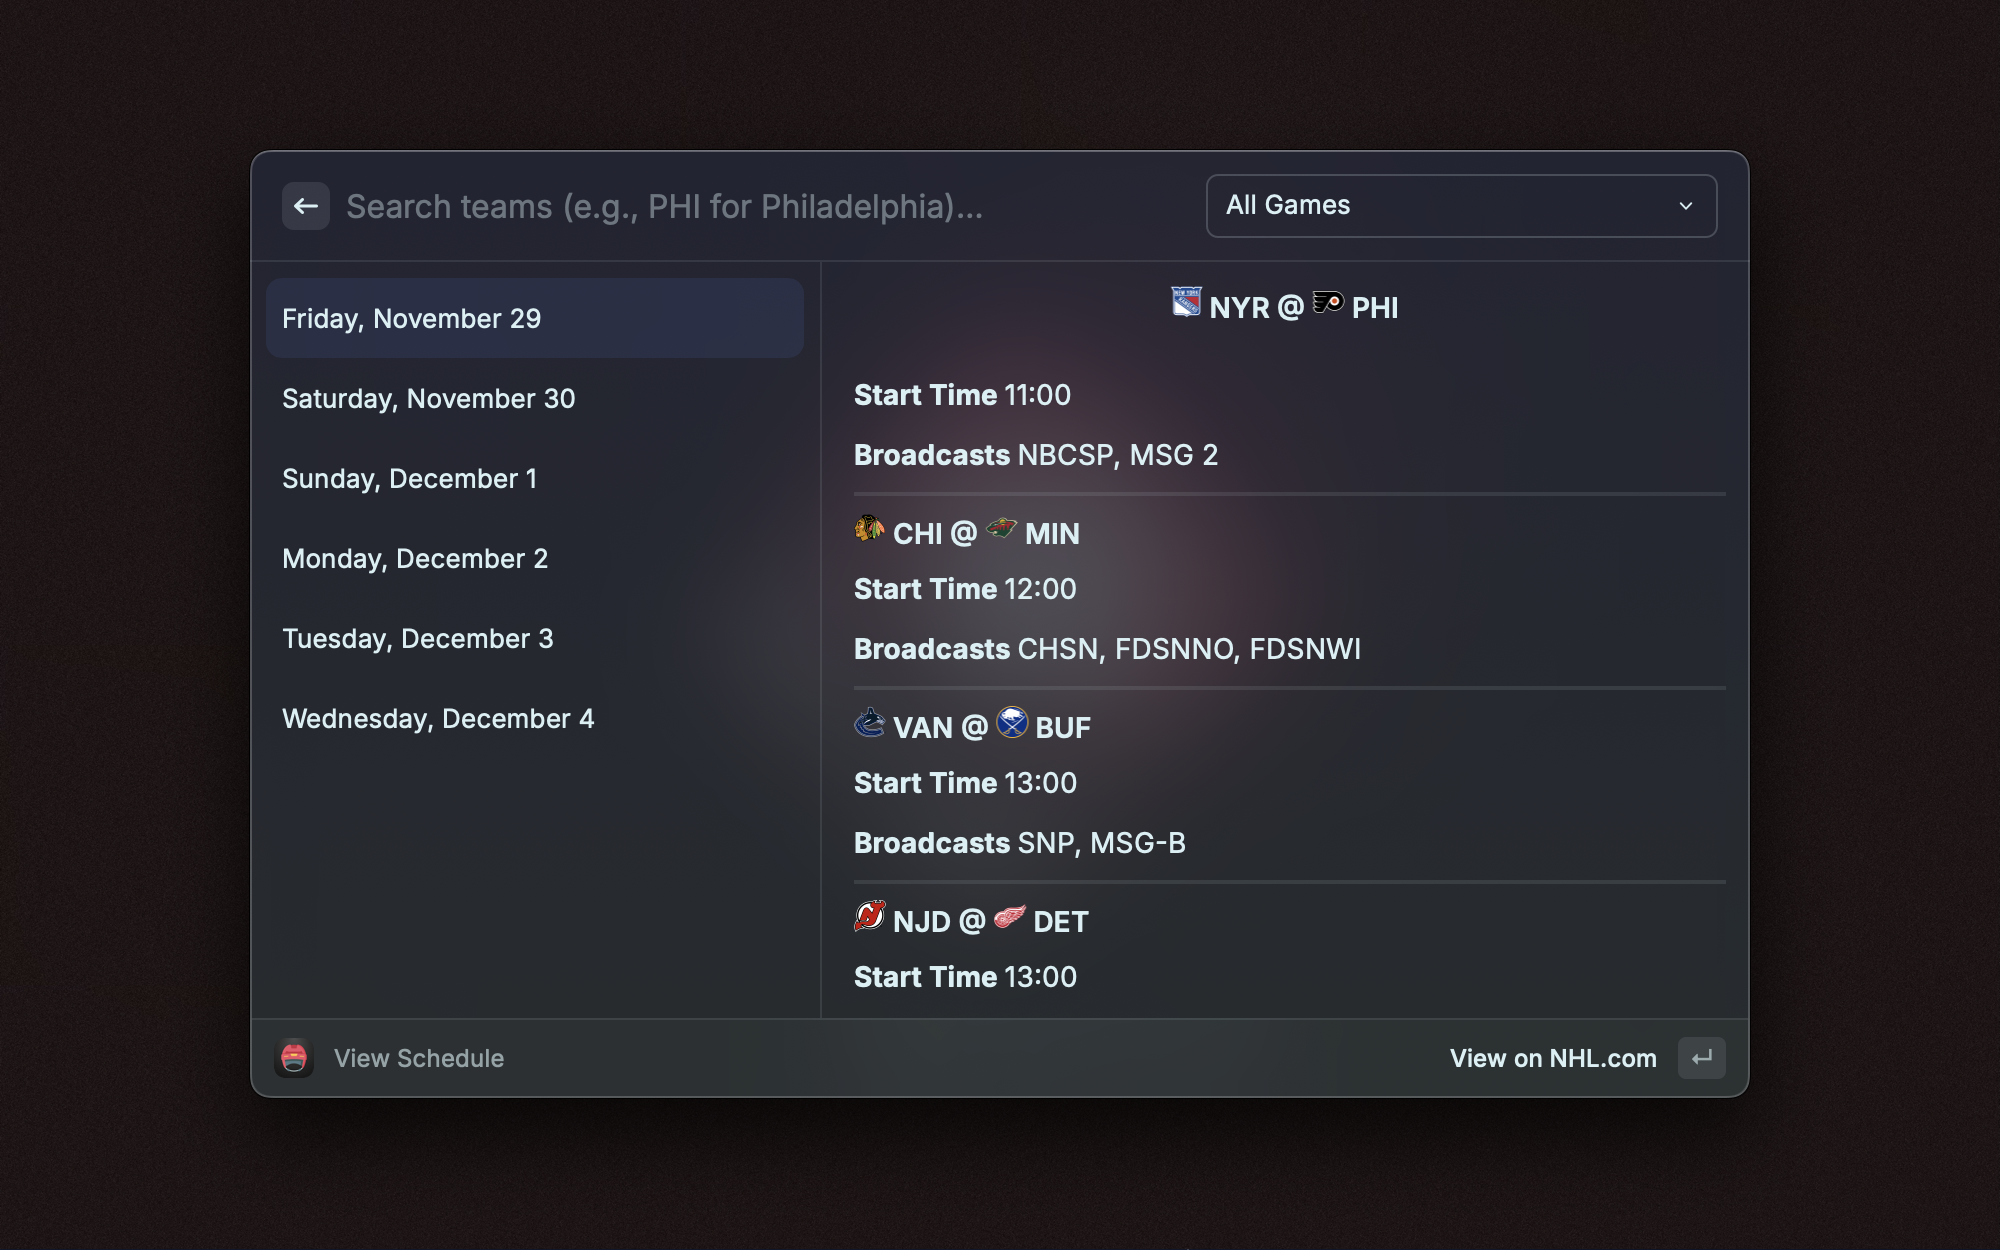 Search teams (e.g., PHI for Philadelphia)...
All Games
Friday, November 29
Saturday, November 30
Sunday, December 1
Monday, December 2
Tuesday, December 3
Wednesday, December 4
NYR @ PHI
Start Time 11:00
Broadcasts NBCSP, MSG 2
CHI @ MIN
Start Time 12:00
Broadcasts CHSN, FDSNNO, FDSNWI
VAN @ BUF
Start Time 13:00
Broadcasts SNP, MSG-B
NJD @ DET
Start Time 13:00
View Schedule
View on NHL.com